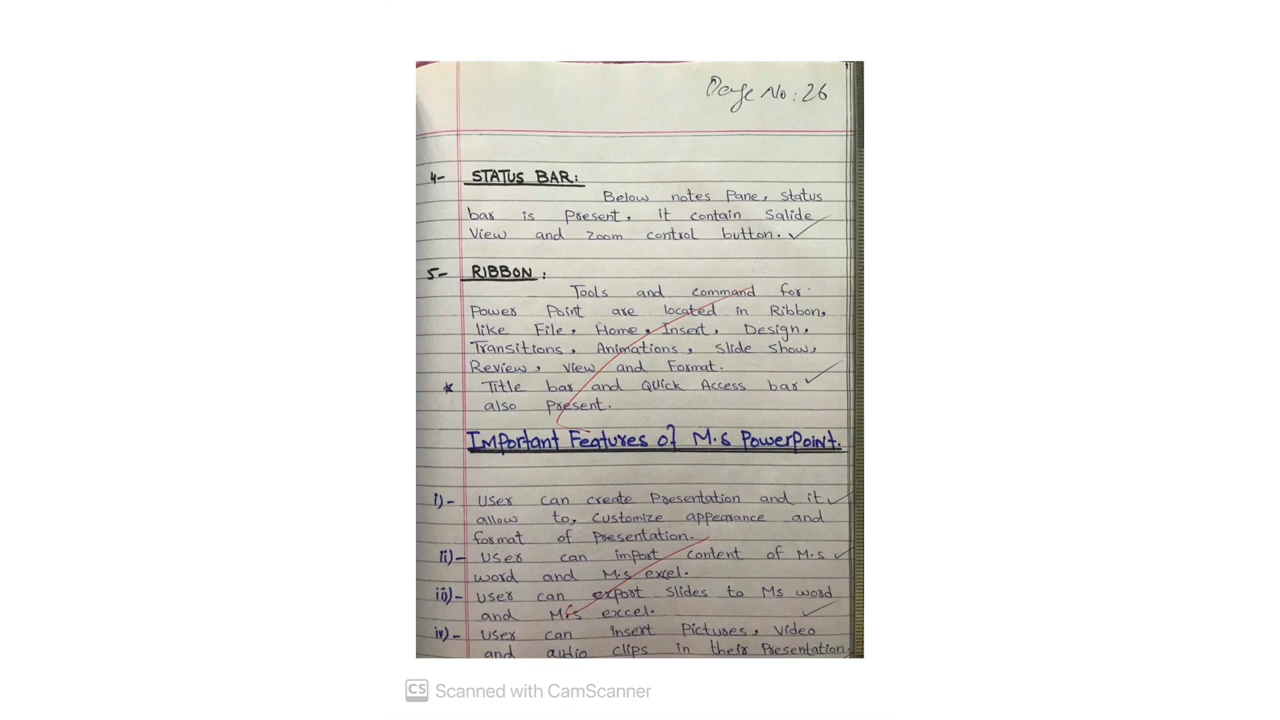 Page No: 26
4- STATUS BAR:
Below notes Pane, status
bar is Present. It contain Salide
View and zoom control button.
5- RIBBON:
Tools and command for
Power Point are located in Ribbon,
like File, Home, Insert, Design,
Transitions, Animations, Slide Show,
Review, View and Format.
* Title bar and Quick Access bar
also Present.
Important Features of M.S PowerPoint.
i)- User can create Presentation and it
allow to, customize appearance and
format of Presentation.
ii)- User can import content of M.S
word and M.s excel.
iii)- User can export slides to Ms word
and M.s exccel.
iv)- User can insert Pictures, Video
and audio clips in their Presentation.
CS Scanned with CamScanner